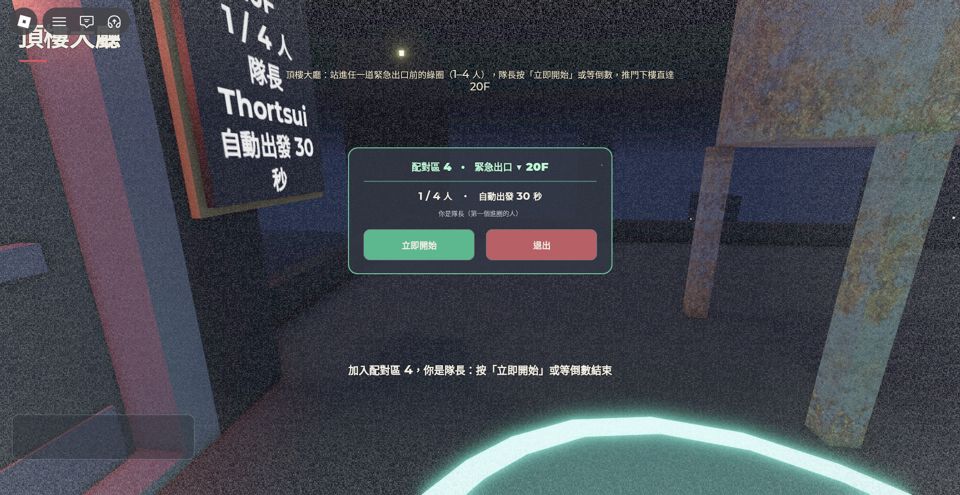 頂樓大廳
1 / 4 人
隊長
Thortsui
自動出發 30
秒
頂樓大廳：站進任一道緊急出口前的綠圈（1–4 人），隊長按「立即開始」或等倒數，推門下樓直達
20F
配對區 4 • 緊急出口 ▼ 20F
1 / 4 人 • 自動出發 30 秒
你是隊長（第一個進圈的人）
立即開始
退出
加入配對區 4，你是隊長：按「立即開始」或等倒數結束